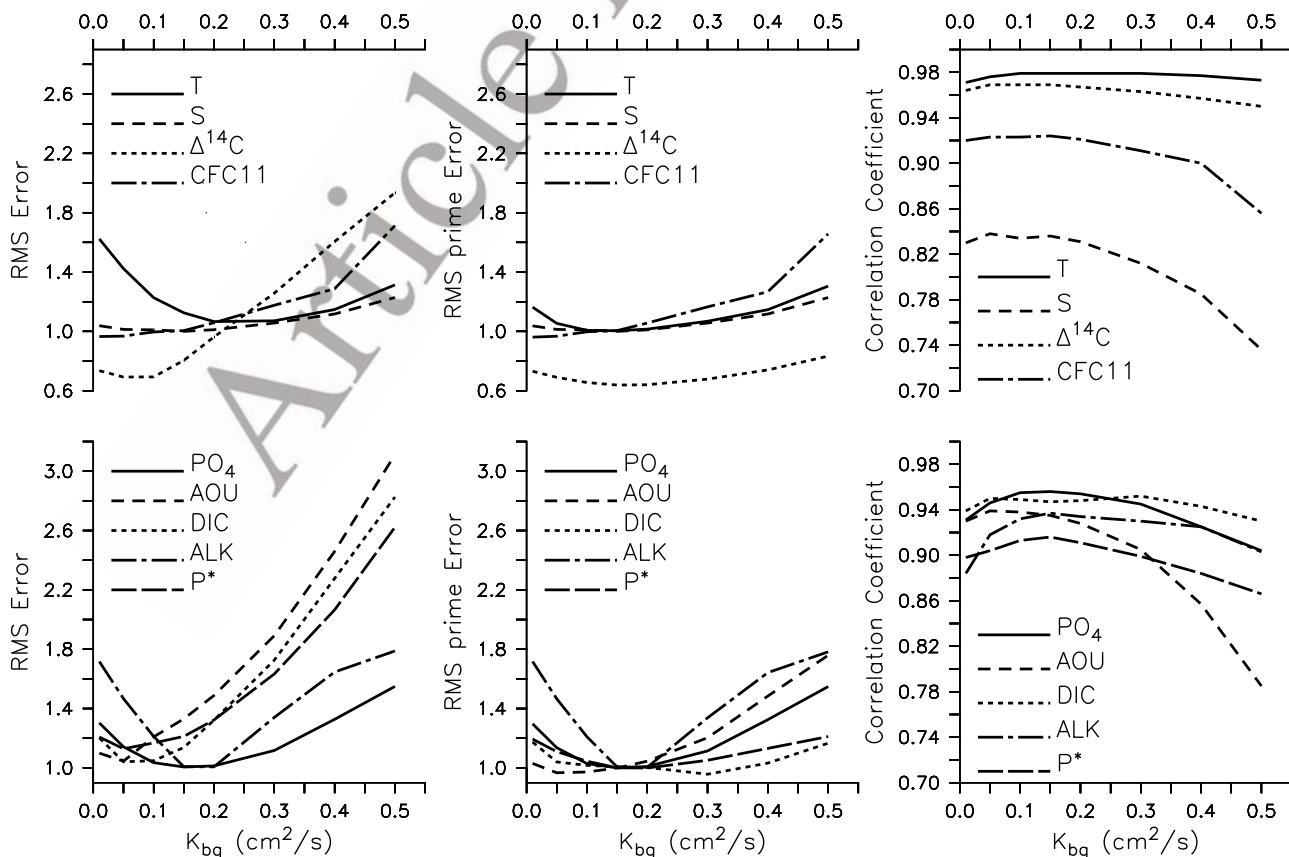 0.0 0.1 0.2 0.3 0.4 0.5
RMS Error
2.6
2.2
1.8
1.4
1.0
0.6
T
S
Δ¹⁴C
CFC11
0.0 0.1 0.2 0.3 0.4 0.5
RMS prime Error
2.6
2.2
1.8
1.4
1.0
0.6
T
S
Δ¹⁴C
CFC11
0.0 0.1 0.2 0.3 0.4 0.5
Correlation Coefficient
0.98
0.94
0.90
0.86
0.82
0.78
0.74
0.70
T
S
Δ¹⁴C
CFC11
Article
RMS Error
3.0
2.6
2.2
1.8
1.4
1.0
PO₄
AOU
DIC
ALK
P*
0.0 0.1 0.2 0.3 0.4 0.5
K_bg (cm²/s)
RMS prime Error
3.0
2.6
2.2
1.8
1.4
1.0
PO₄
AOU
DIC
ALK
P*
0.0 0.1 0.2 0.3 0.4 0.5
K_bg (cm²/s)
Correlation Coefficient
0.98
0.94
0.90
0.86
0.82
0.78
0.74
0.70
PO₄
AOU
DIC
ALK
P*
0.0 0.1 0.2 0.3 0.4 0.5
K_bg (cm²/s)